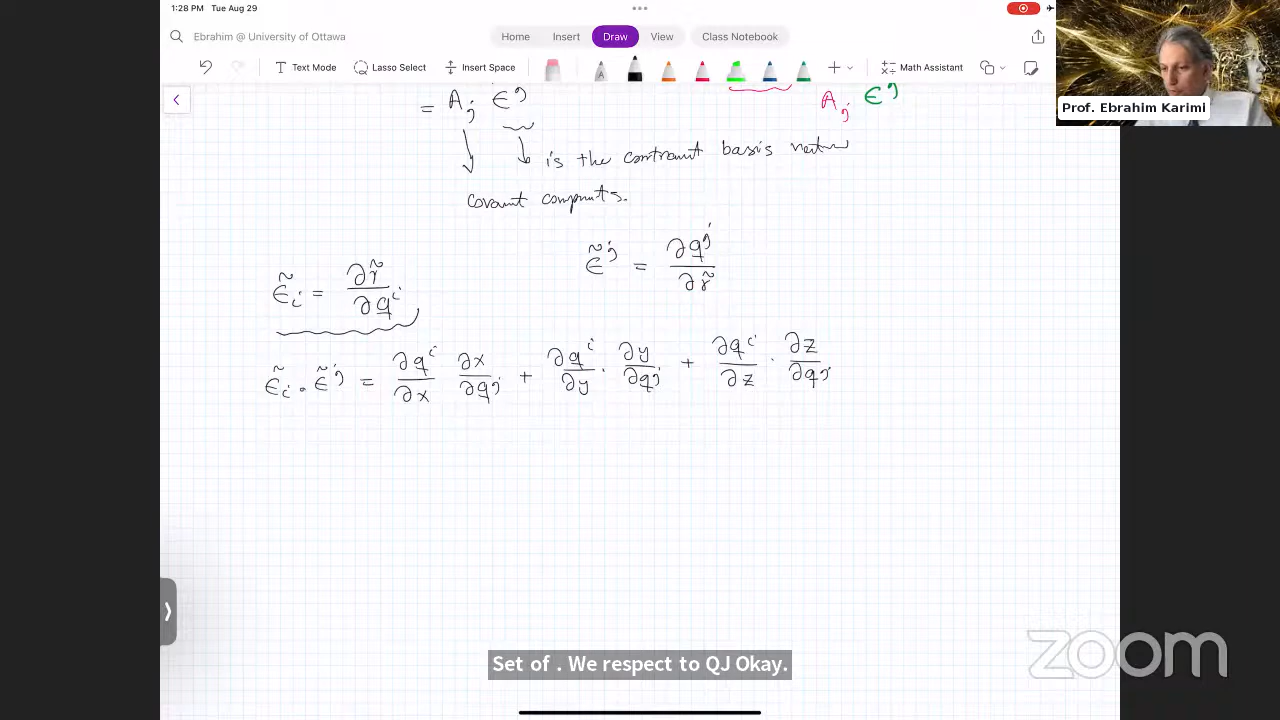 1:28 PM Tue Aug 29
Ebrahim @ University of Ottawa Home Insert Draw View Class Notebook
Text Mode Lasso Select Insert Space Math Assistant
Prof. Ebrahim Karimi
= A_j ϵ^j A_j ϵ^j
is the contravariant basis vector
covariant components.
ϵ̃^j = ∂q^j / ∂r̃
ϵ̃_i = ∂r̃ / ∂q^i
ϵ̃_i · ϵ̃^j = ∂q^i/∂x ∂x/∂q^j + ∂q^i/∂y · ∂y/∂q^j + ∂q^i/∂z · ∂z/∂q^j
Set of . We respect to QJ Okay.
zoom